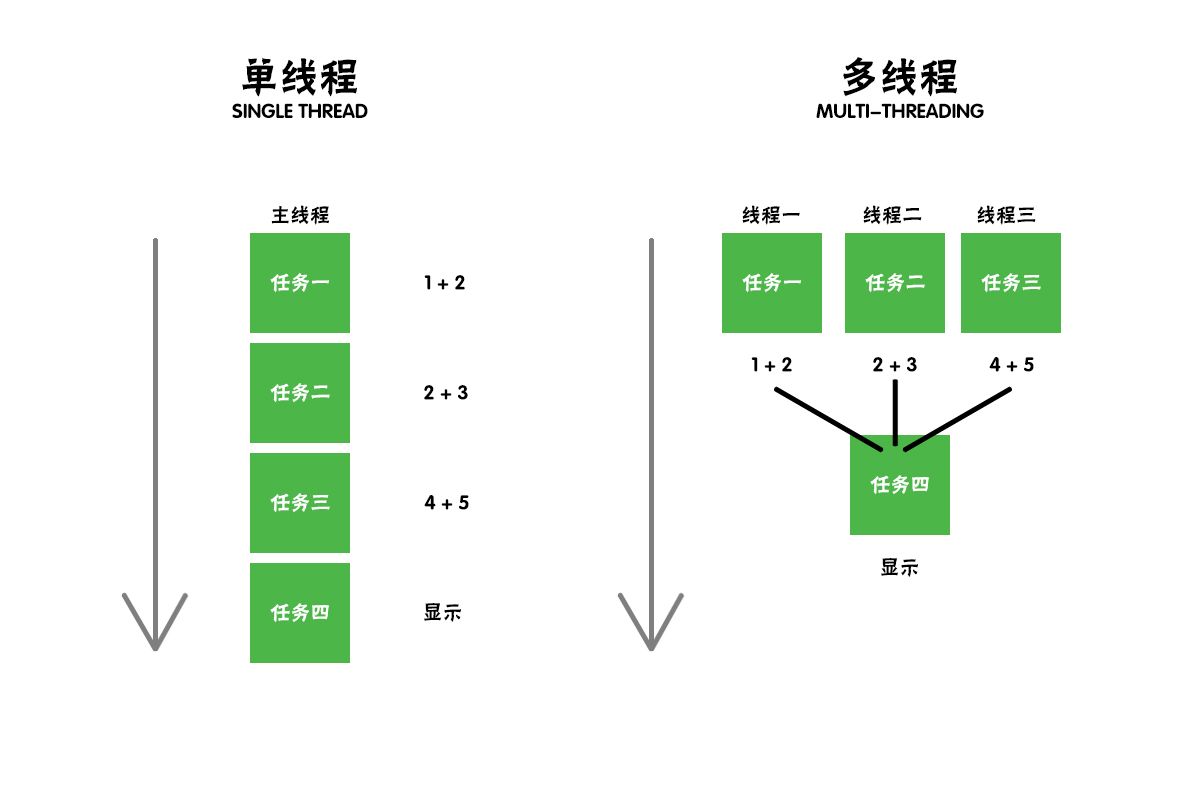 单线程
SINGLE THREAD
主线程
任务一
1 + 2
任务二
2 + 3
任务三
4 + 5
任务四
显示
多线程
MULTI-THREADING
线程一 线程二 线程三
任务一 任务二 任务三
1 + 2 2 + 3 4 + 5
任务四
显示